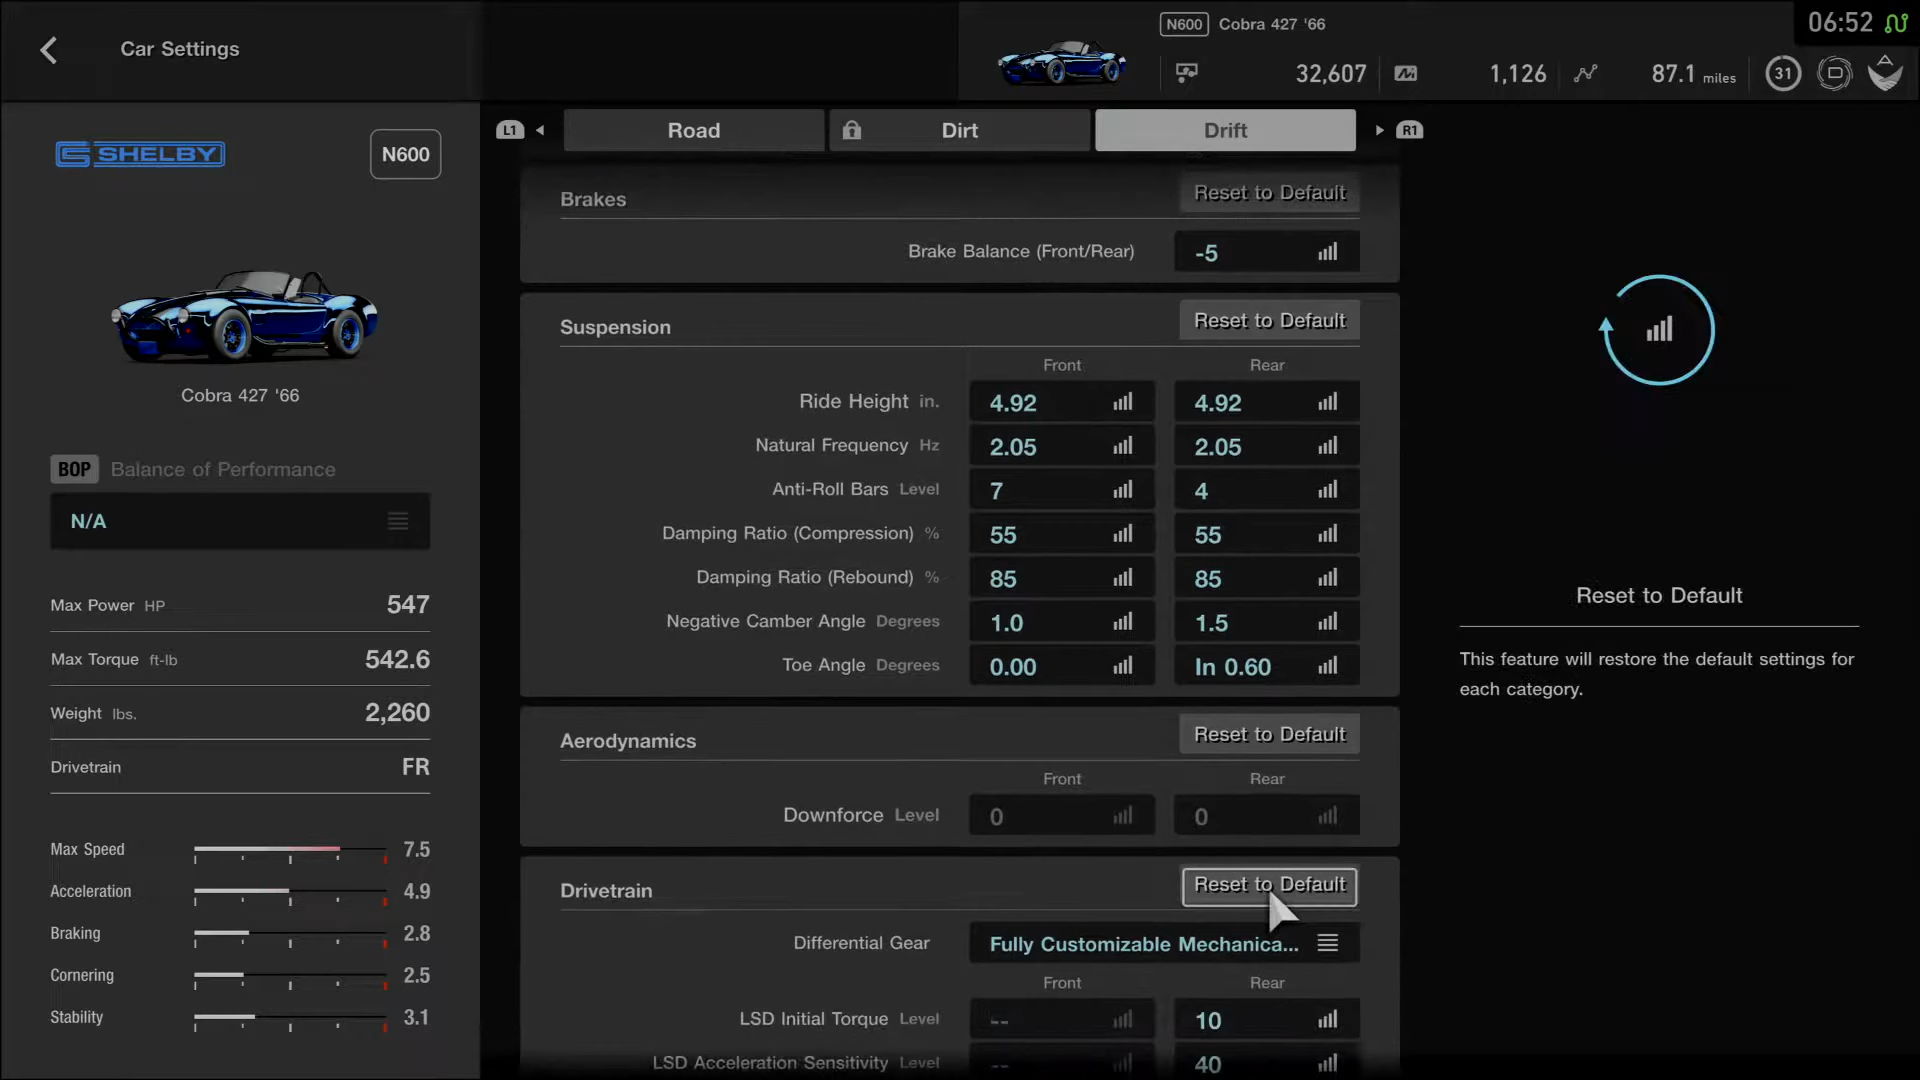 Car Settings
N600 Cobra 427 '66
06:52
32,607
1,126
87.1 miles
31
SHELBY
N600
L1
Road
Dirt
Drift
R1
Brakes
Reset to Default
Brake Balance (Front/Rear)
-5
Suspension
Reset to Default
Front
Rear
Ride Height in. 4.92 4.92
Natural Frequency Hz 2.05 2.05
Anti-Roll Bars Level 7 4
Damping Ratio (Compression) % 55 55
Damping Ratio (Rebound) % 85 85
Negative Camber Angle Degrees 1.0 1.5
Toe Angle Degrees 0.00 In 0.60
Aerodynamics
Reset to Default
Front
Rear
Downforce Level 0 0
Drivetrain
Reset to Default
Differential Gear Fully Customizable Mechanica...
Front
Rear
LSD Initial Torque Level -- 10
LSD Acceleration Sensitivity Level -- 40
Cobra 427 '66
BOP Balance of Performance
N/A
Max Power HP 547
Max Torque ft-lb 542.6
Weight lbs. 2,260
Drivetrain FR
Max Speed 7.5
Acceleration 4.9
Braking 2.8
Cornering 2.5
Stability 3.1
Reset to Default
This feature will restore the default settings for
each category.